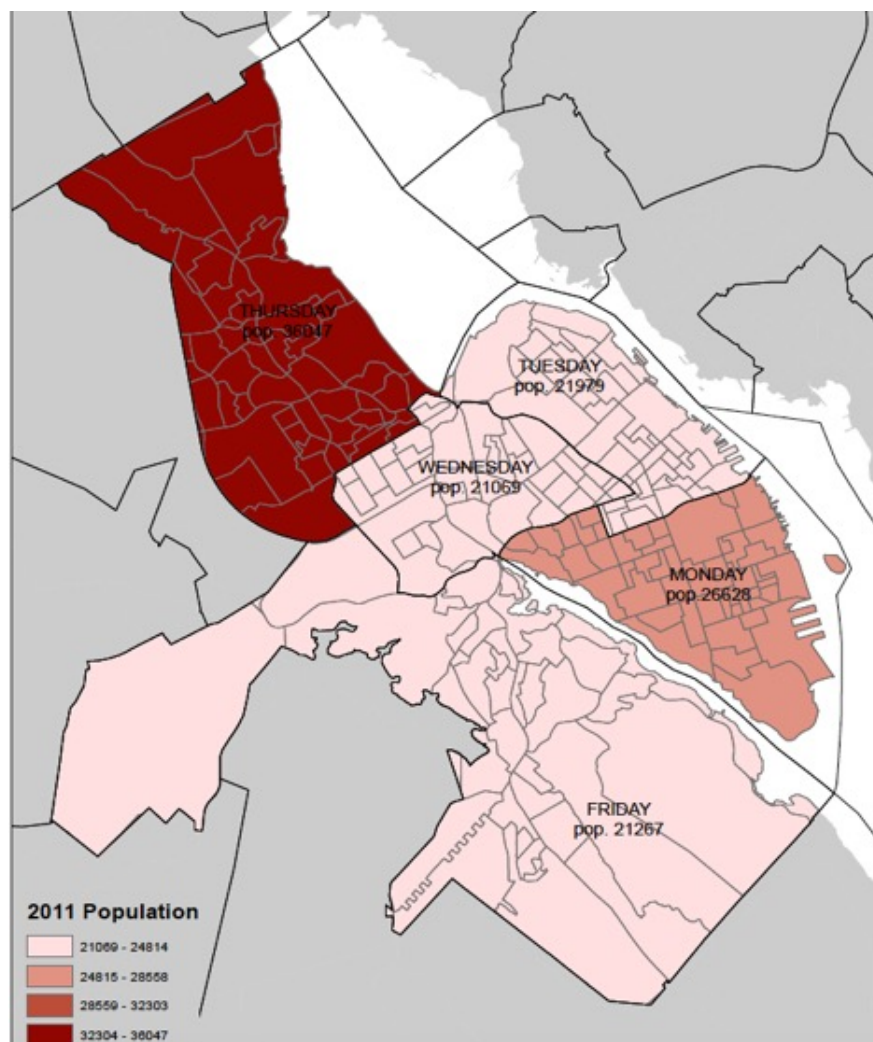 THURSDAY
pop. 36047
TUESDAY
pop. 21979
WEDNESDAY
pop. 21069
MONDAY
pop.26628
FRIDAY
pop. 21267
2011 Population
21069 - 24814
24815 - 28558
28559 - 32303
32304 - 36047